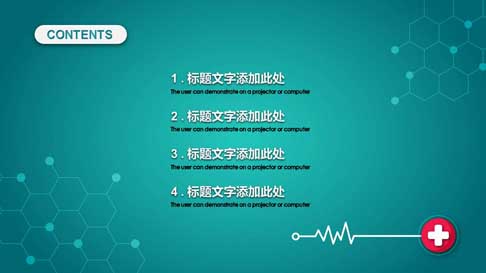 CONTENTS
1 . 标题文字添加此处
The user can demonstrate on a projector or computer
2 . 标题文字添加此处
The user can demonstrate on a projector or computer
3 . 标题文字添加此处
The user can demonstrate on a projector or computer
4 . 标题文字添加此处
The user can demonstrate on a projector or computer